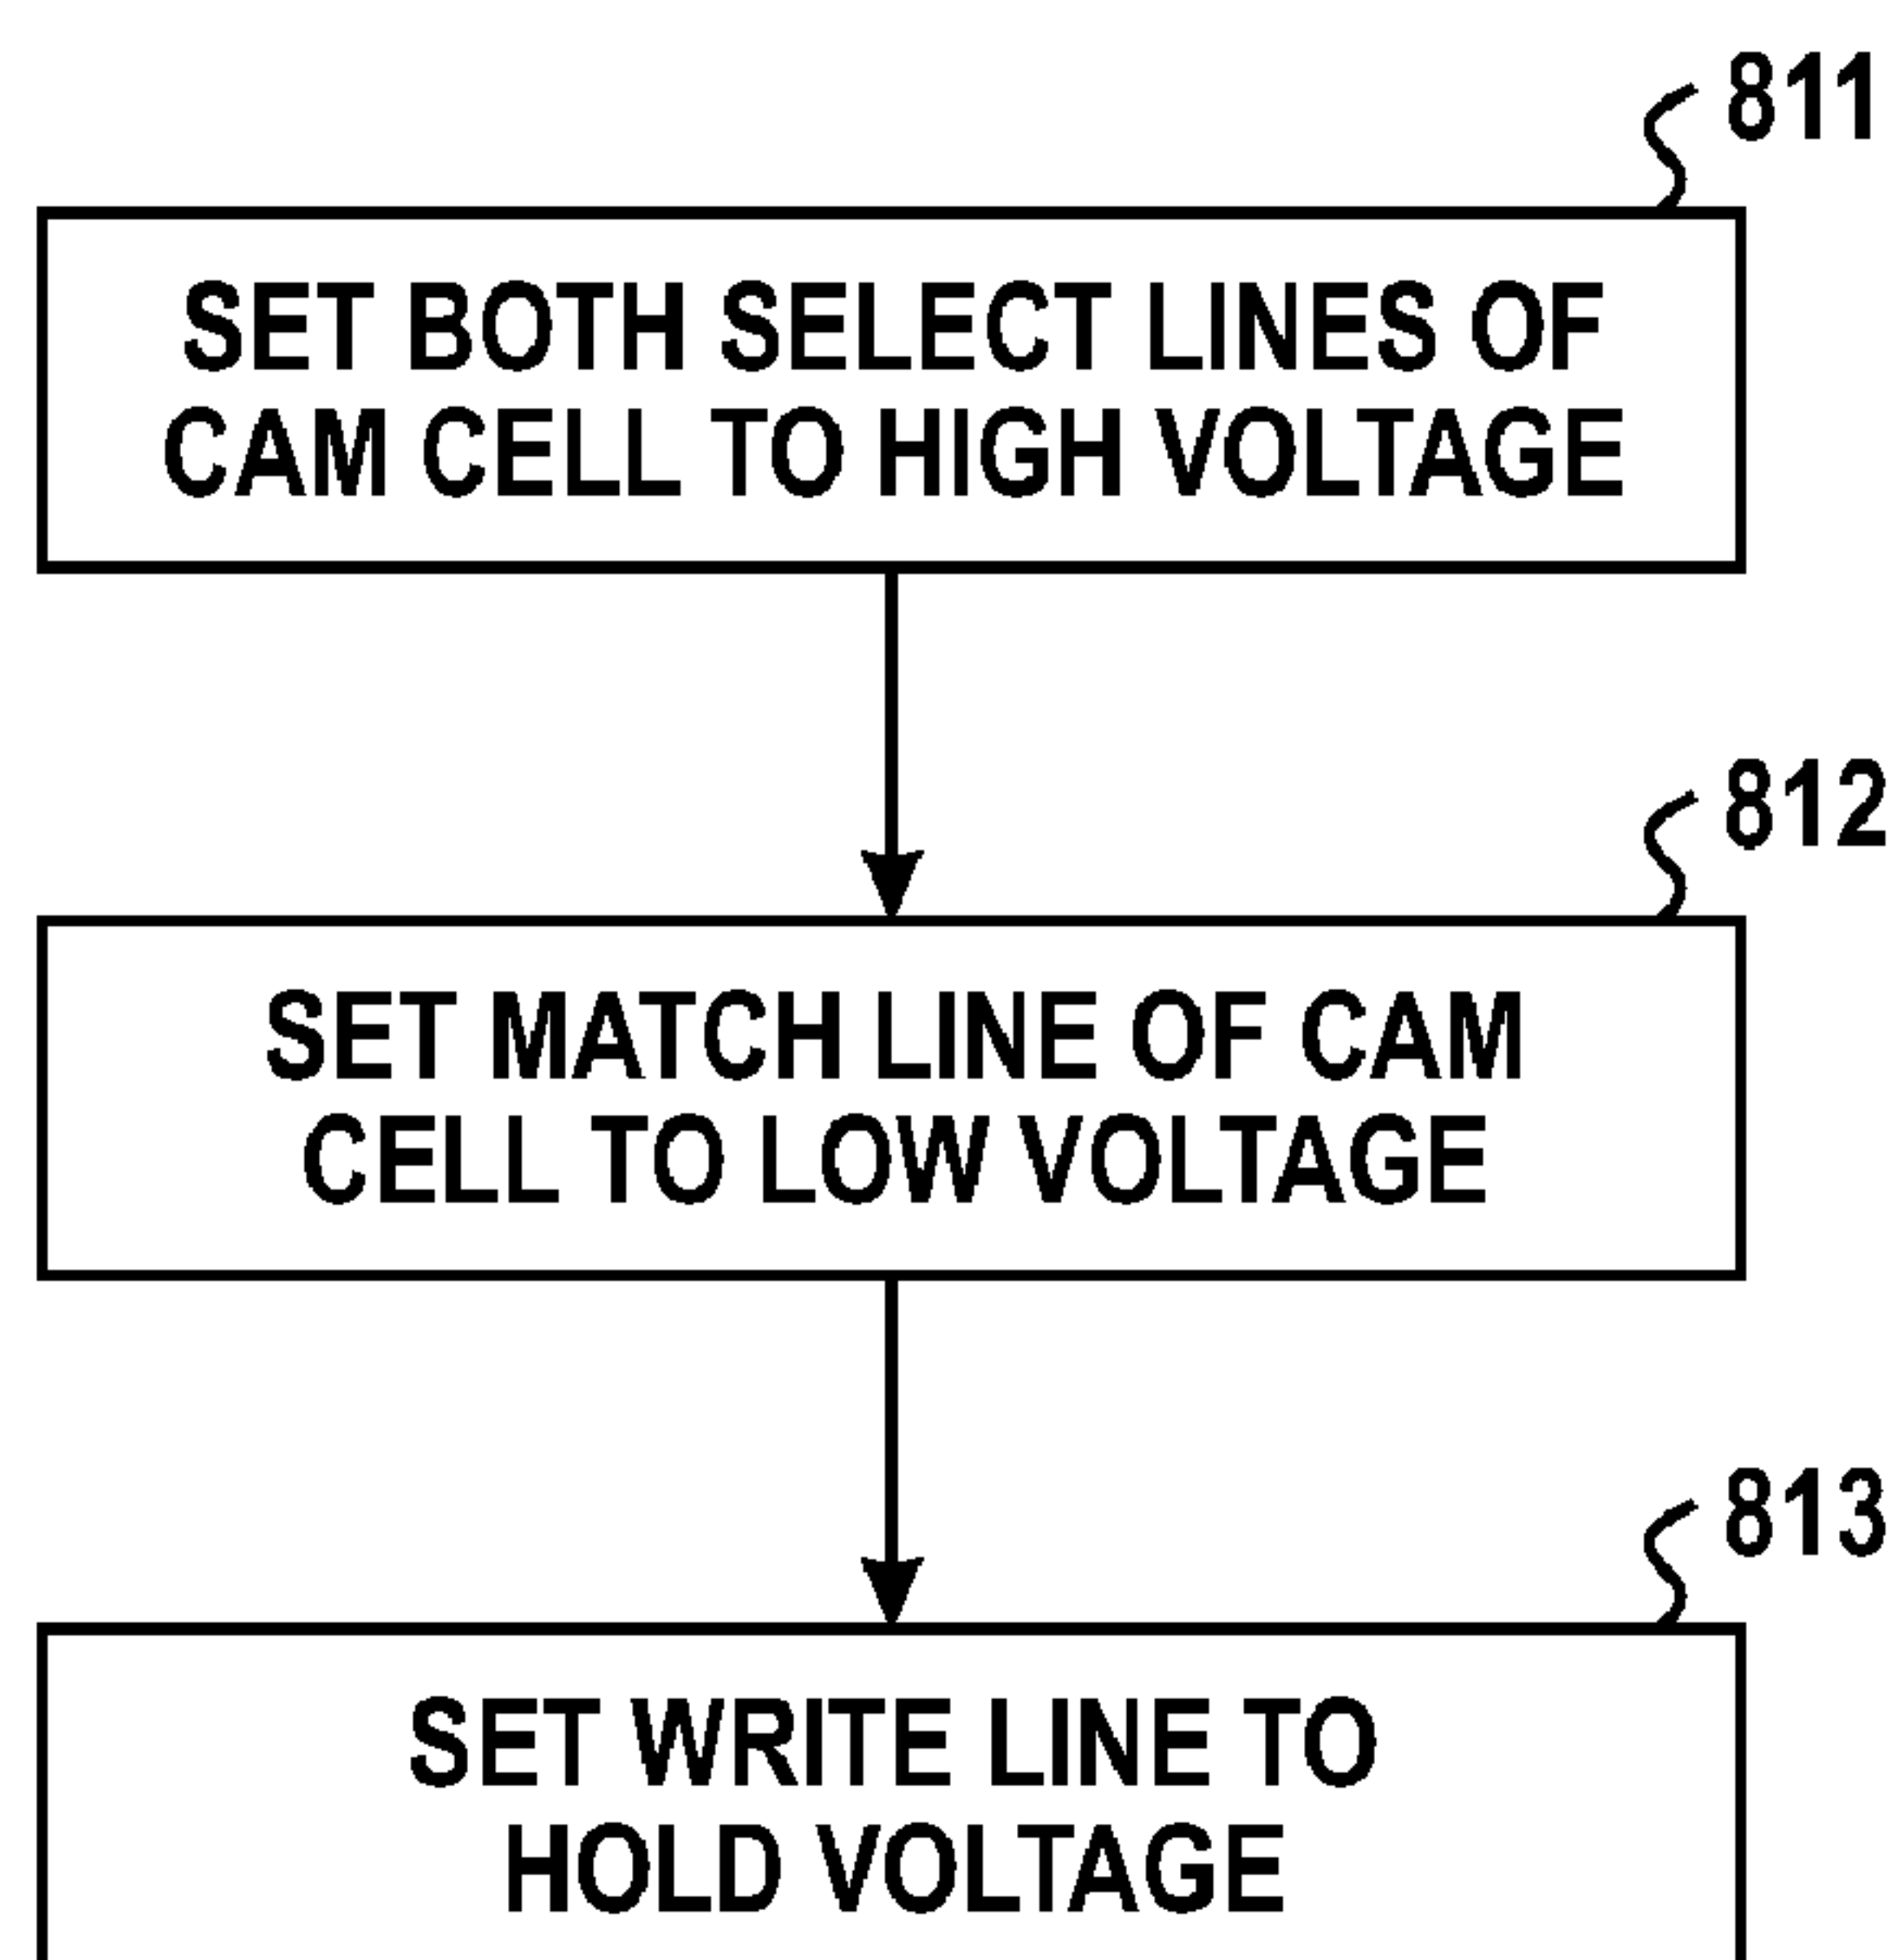 811
SET BOTH SELECT LINES OF
CAM CELL TO HIGH VOLTAGE
812
SET MATCH LINE OF CAM
CELL TO LOW VOLTAGE
813
SET WRITE LINE TO
HOLD VOLTAGE